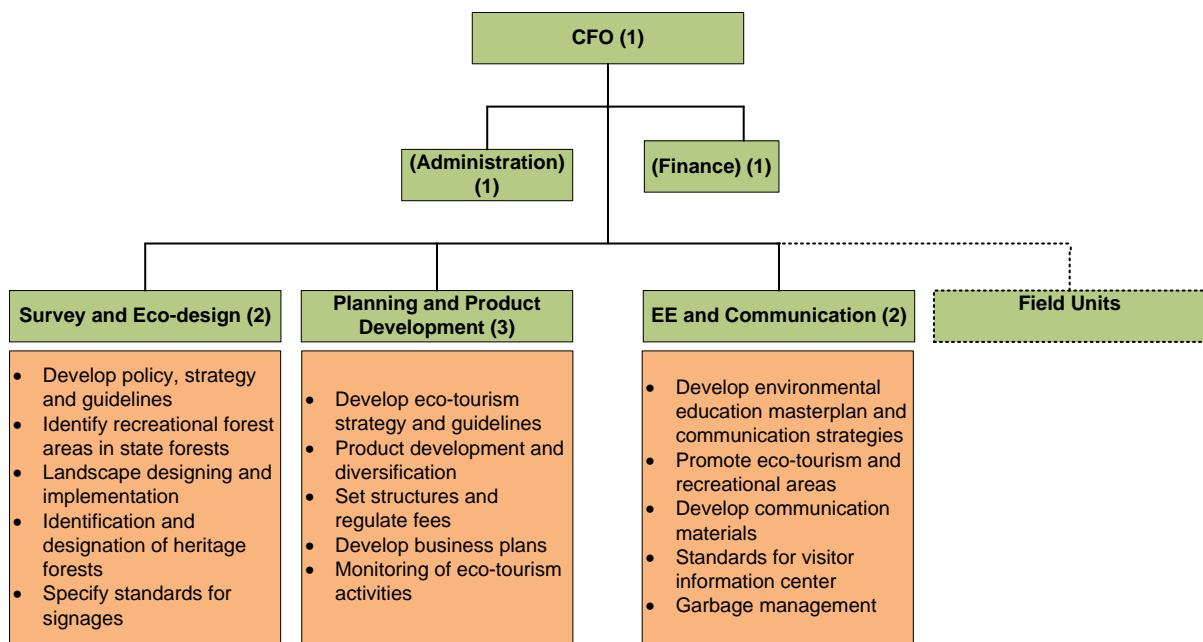 CFO (1)
(Administration)
(1)
(Finance) (1)
Survey and Eco-design (2)
• Develop policy, strategy
and guidelines
• Identify recreational forest
areas in state forests
• Landscape designing and
implementation
• Identification and
designation of heritage
forests
• Specify standards for
signages
Planning and Product
Development (3)
• Develop eco-tourism
strategy and guidelines
• Product development and
diversification
• Set structures and
regulate fees
• Develop business plans
• Monitoring of eco-tourism
activities
EE and Communication (2)
• Develop environmental
education masterplan and
communication strategies
• Promote eco-tourism and
recreational areas
• Develop communication
materials
• Standards for visitor
information center
• Garbage management
Field Units